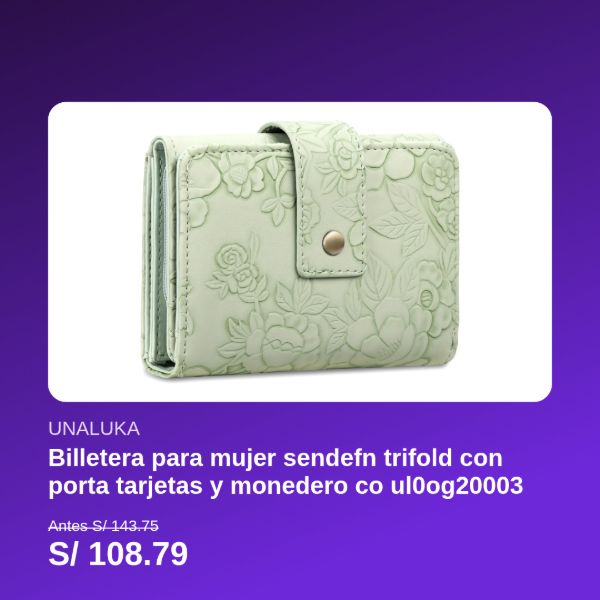 UNALUKA
Billetera para mujer sendefn trifold con
porta tarjetas y monedero co ul0og20003
Antes S/ 143.75
S/ 108.79